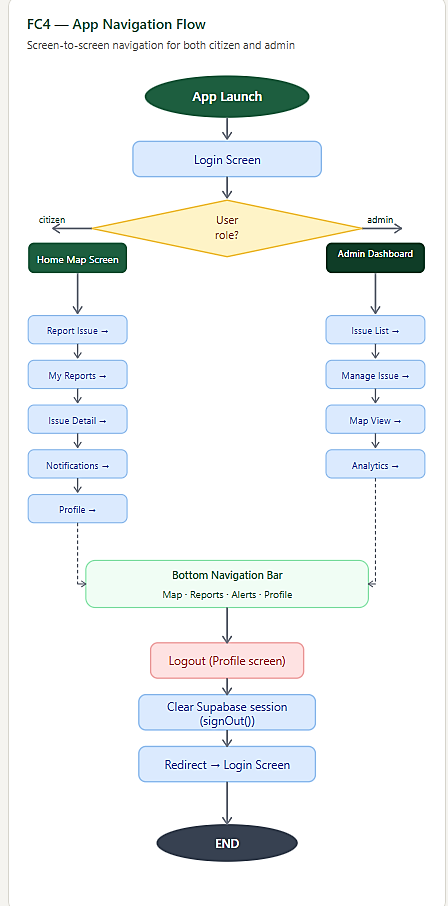 FC4 — App Navigation Flow
Screen-to-screen navigation for both citizen and admin
App Launch
Login Screen
User
role?
citizen
admin
Home Map Screen
Admin Dashboard
Report Issue →
My Reports →
Issue Detail →
Notifications →
Profile →
Issue List →
Manage Issue →
Map View →
Analytics →
Bottom Navigation Bar
Map · Reports · Alerts · Profile
Logout (Profile screen)
Clear Supabase session
(signOut())
Redirect → Login Screen
END